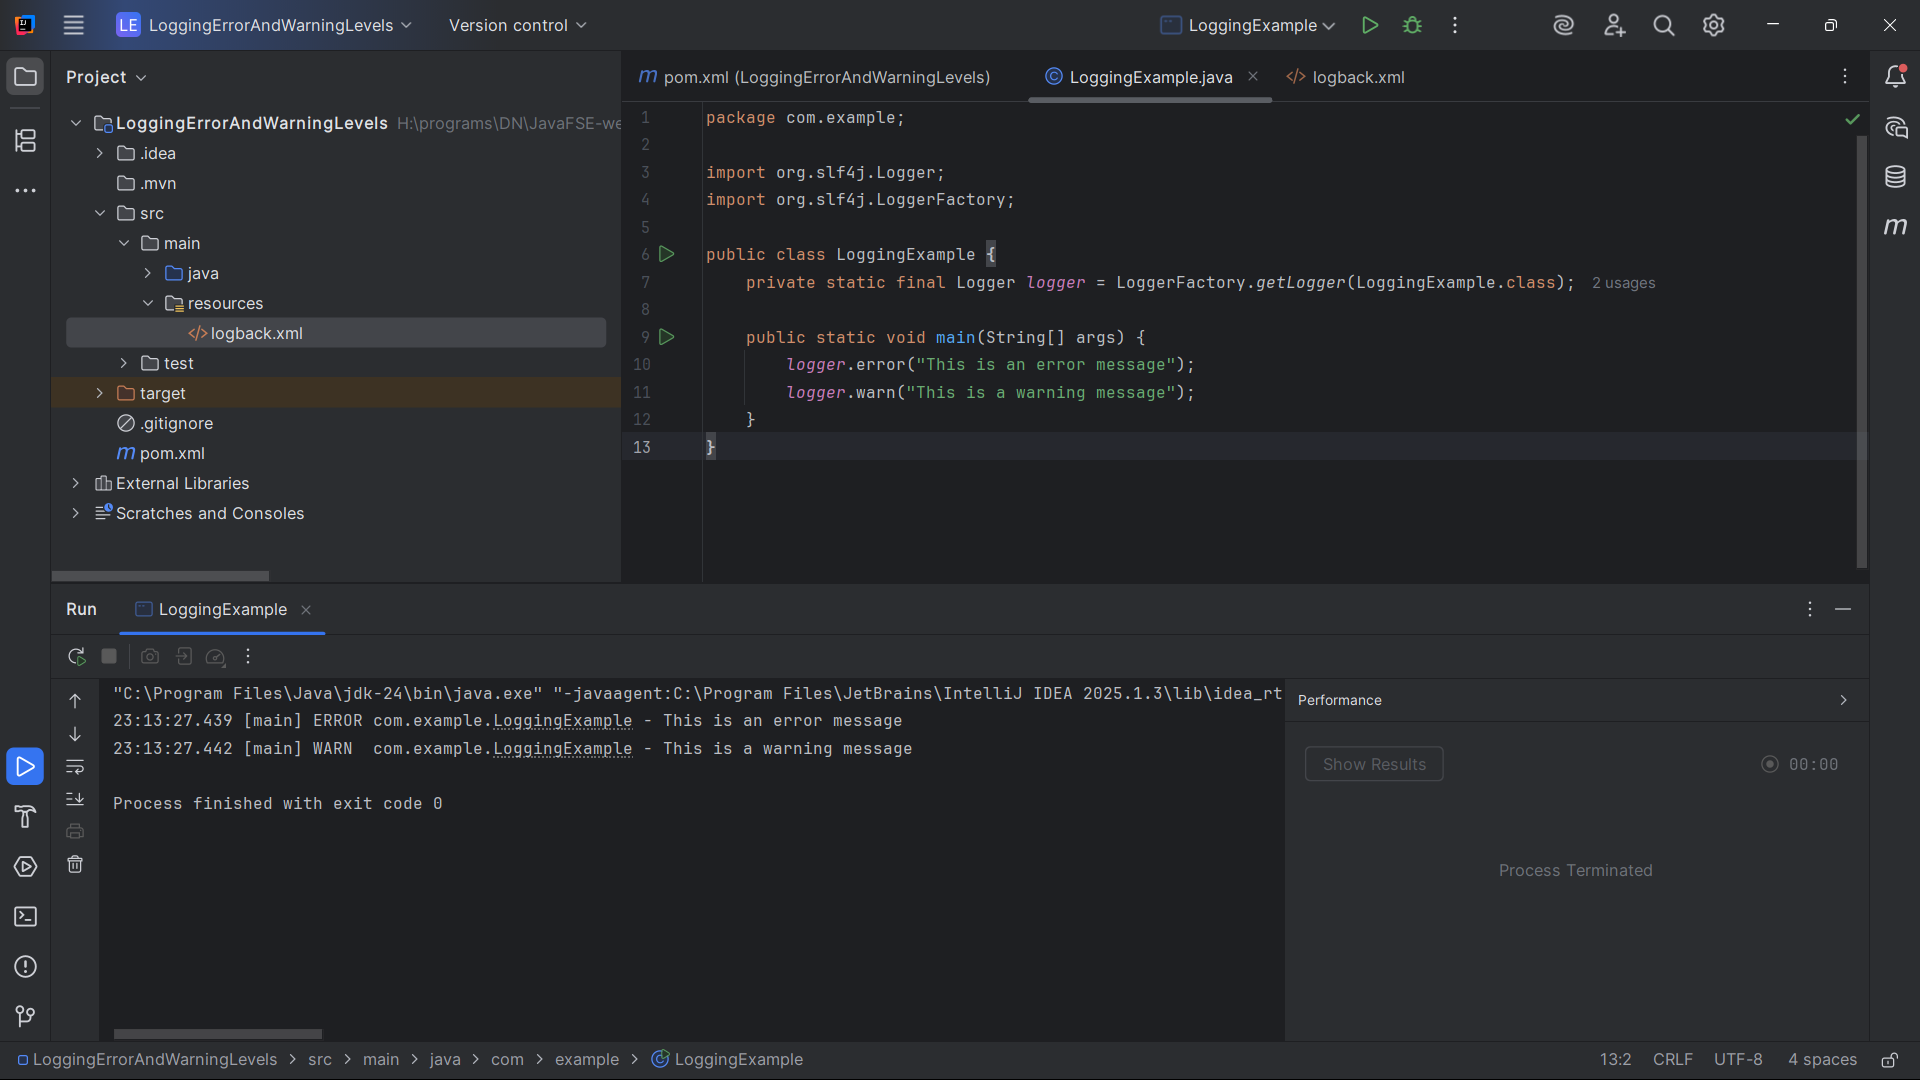 LE LoggingErrorAndWarningLevels Version control LoggingExample
Project
LoggingErrorAndWarningLevels H:\programs\DN\JavaFSE-we
.idea
.mvn
src
main
java
resources
logback.xml
test
target
.gitignore
pom.xml
External Libraries
Scratches and Consoles
pom.xml (LoggingErrorAndWarningLevels) LoggingExample.java logback.xml
1 package com.example;
2
3 import org.slf4j.Logger;
4 import org.slf4j.LoggerFactory;
5
6 public class LoggingExample {
7 private static final Logger logger = LoggerFactory.getLogger(LoggingExample.class); 2 usages
8
9 public static void main(String[] args) {
10 logger.error("This is an error message");
11 logger.warn("This is a warning message");
12 }
13 }
Run LoggingExample
"C:\Program Files\Java\jdk-24\bin\java.exe" "-javaagent:C:\Program Files\JetBrains\IntelliJ IDEA 2025.1.3\lib\idea_rt
23:13:27.439 [main] ERROR com.example.LoggingExample - This is an error message
23:13:27.442 [main] WARN  com.example.LoggingExample - This is a warning message
Process finished with exit code 0
Performance
Show Results 00:00
Process Terminated
LoggingErrorAndWarningLevels > src > main > java > com > example > LoggingExample 13:2 CRLF UTF-8 4 spaces